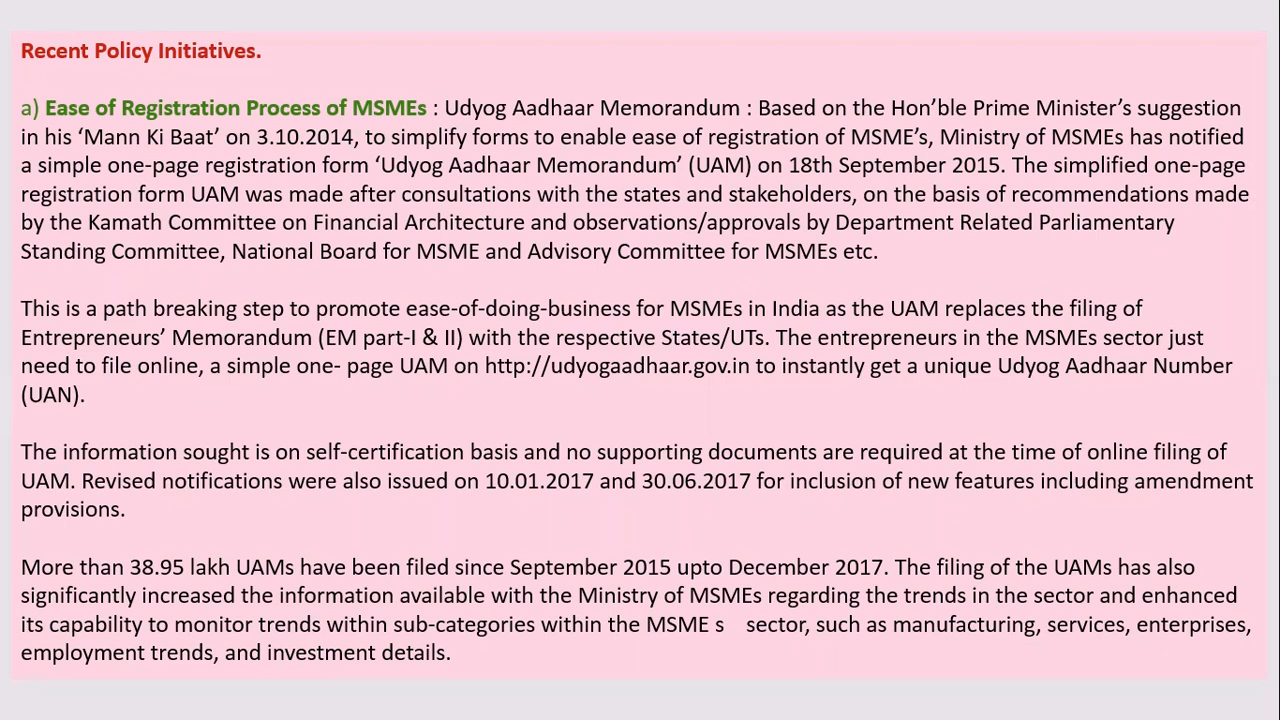 Recent Policy Initiatives.
a) Ease of Registration Process of MSMEs : Udyog Aadhaar Memorandum : Based on the Hon’ble Prime Minister’s suggestion
in his ‘Mann Ki Baat’ on 3.10.2014, to simplify forms to enable ease of registration of MSME’s, Ministry of MSMEs has notified
a simple one-page registration form ‘Udyog Aadhaar Memorandum’ (UAM) on 18th September 2015. The simplified one-page
registration form UAM was made after consultations with the states and stakeholders, on the basis of recommendations made
by the Kamath Committee on Financial Architecture and observations/approvals by Department Related Parliamentary
Standing Committee, National Board for MSME and Advisory Committee for MSMEs etc.
This is a path breaking step to promote ease-of-doing-business for MSMEs in India as the UAM replaces the filing of
Entrepreneurs’ Memorandum (EM part-I & II) with the respective States/UTs. The entrepreneurs in the MSMEs sector just
need to file online, a simple one- page UAM on http://udyogaadhaar.gov.in to instantly get a unique Udyog Aadhaar Number
(UAN).
The information sought is on self-certification basis and no supporting documents are required at the time of online filing of
UAM. Revised notifications were also issued on 10.01.2017 and 30.06.2017 for inclusion of new features including amendment
provisions.
More than 38.95 lakh UAMs have been filed since September 2015 upto December 2017. The filing of the UAMs has also
significantly increased the information available with the Ministry of MSMEs regarding the trends in the sector and enhanced
its capability to monitor trends within sub-categories within the MSME s sector, such as manufacturing, services, enterprises,
employment trends, and investment details.